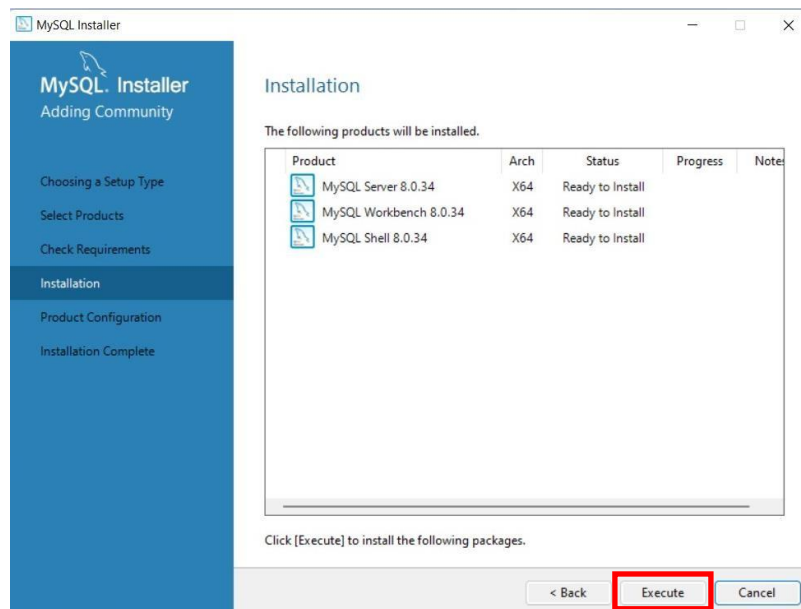 MySQL Installer
MySQL. Installer
Adding Community
Choosing a Setup Type
Select Products
Check Requirements
Installation
Product Configuration
Installation Complete
Installation
The following products will be installed.
Product Arch Status Progress Notes
MySQL Server 8.0.34 X64 Ready to Install
MySQL Workbench 8.0.34 X64 Ready to Install
MySQL Shell 8.0.34 X64 Ready to Install
Click [Execute] to install the following packages.
< Back Execute Cancel